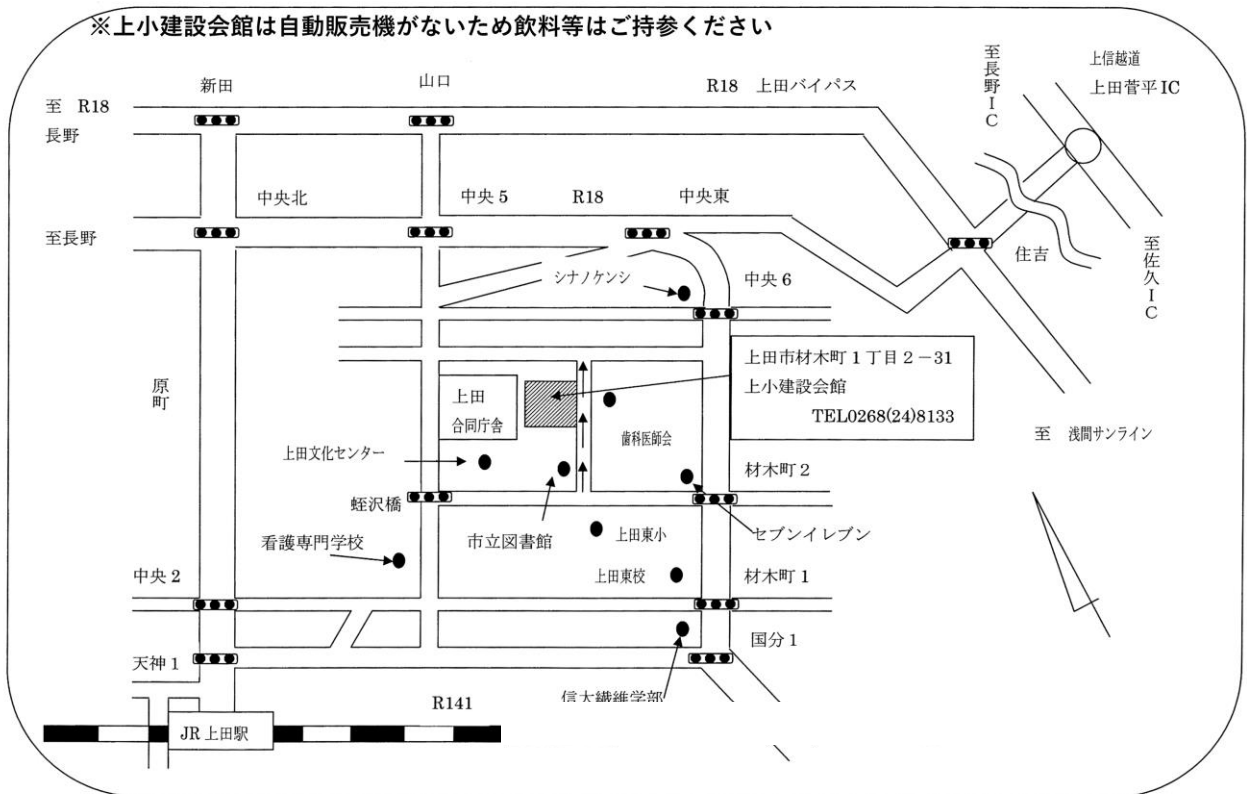 ※上小建設会館は自動販売機がないため飲料等はご持参ください
新田
山口
R18 上田バイパス
至長野IC
上信越道
上田菅平IC
至 R18
長野
中央北
中央5
R18
中央東
至長野
住吉
至佐久IC
シナノケンシ
中央6
原町
上田
合同庁舎
上田市材木町1丁目2-31
上小建設会館
TEL0268(24)8133
歯科医師会
至 浅間サンライン
上田文化センター
材木町2
蛭沢橋
看護専門学校
市立図書館
上田東小
セブンイレブン
中央2
上田東校
材木町1
天神1
国分1
信大繊維学部
R141
JR上田駅